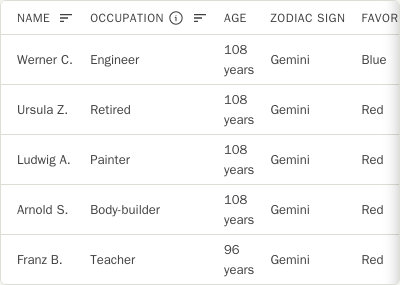 NAME OCCUPATION AGE ZODIAC SIGN FAVOR
Werner C. Engineer 108 years Gemini Blue
Ursula Z. Retired 108 years Gemini Red
Ludwig A. Painter 108 years Gemini Red
Arnold S. Body-builder 108 years Gemini Red
Franz B. Teacher 96 years Gemini Red